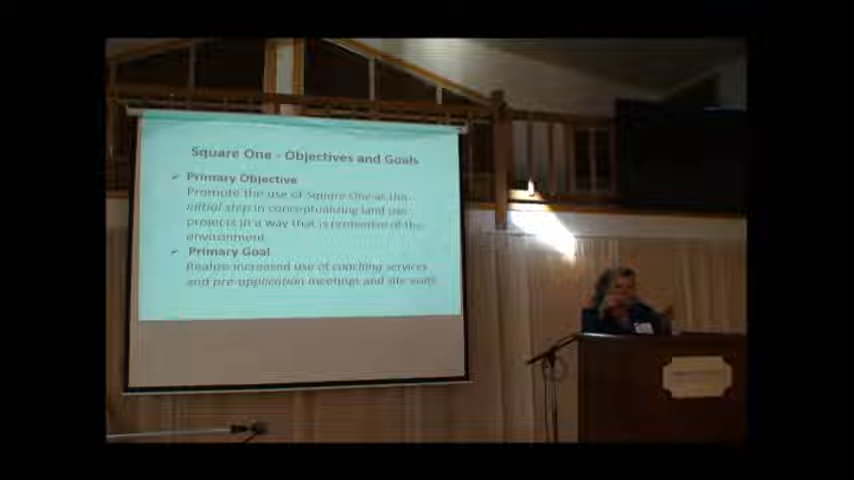 Square One - Objectives and Goals
Primary Objective
Promote the use of Square One as the
initial step in conceptualizing land use
projects in a way that is protective of the
environment
Primary Goal
Realize increased use of coaching services
and pre-application meetings and site visits